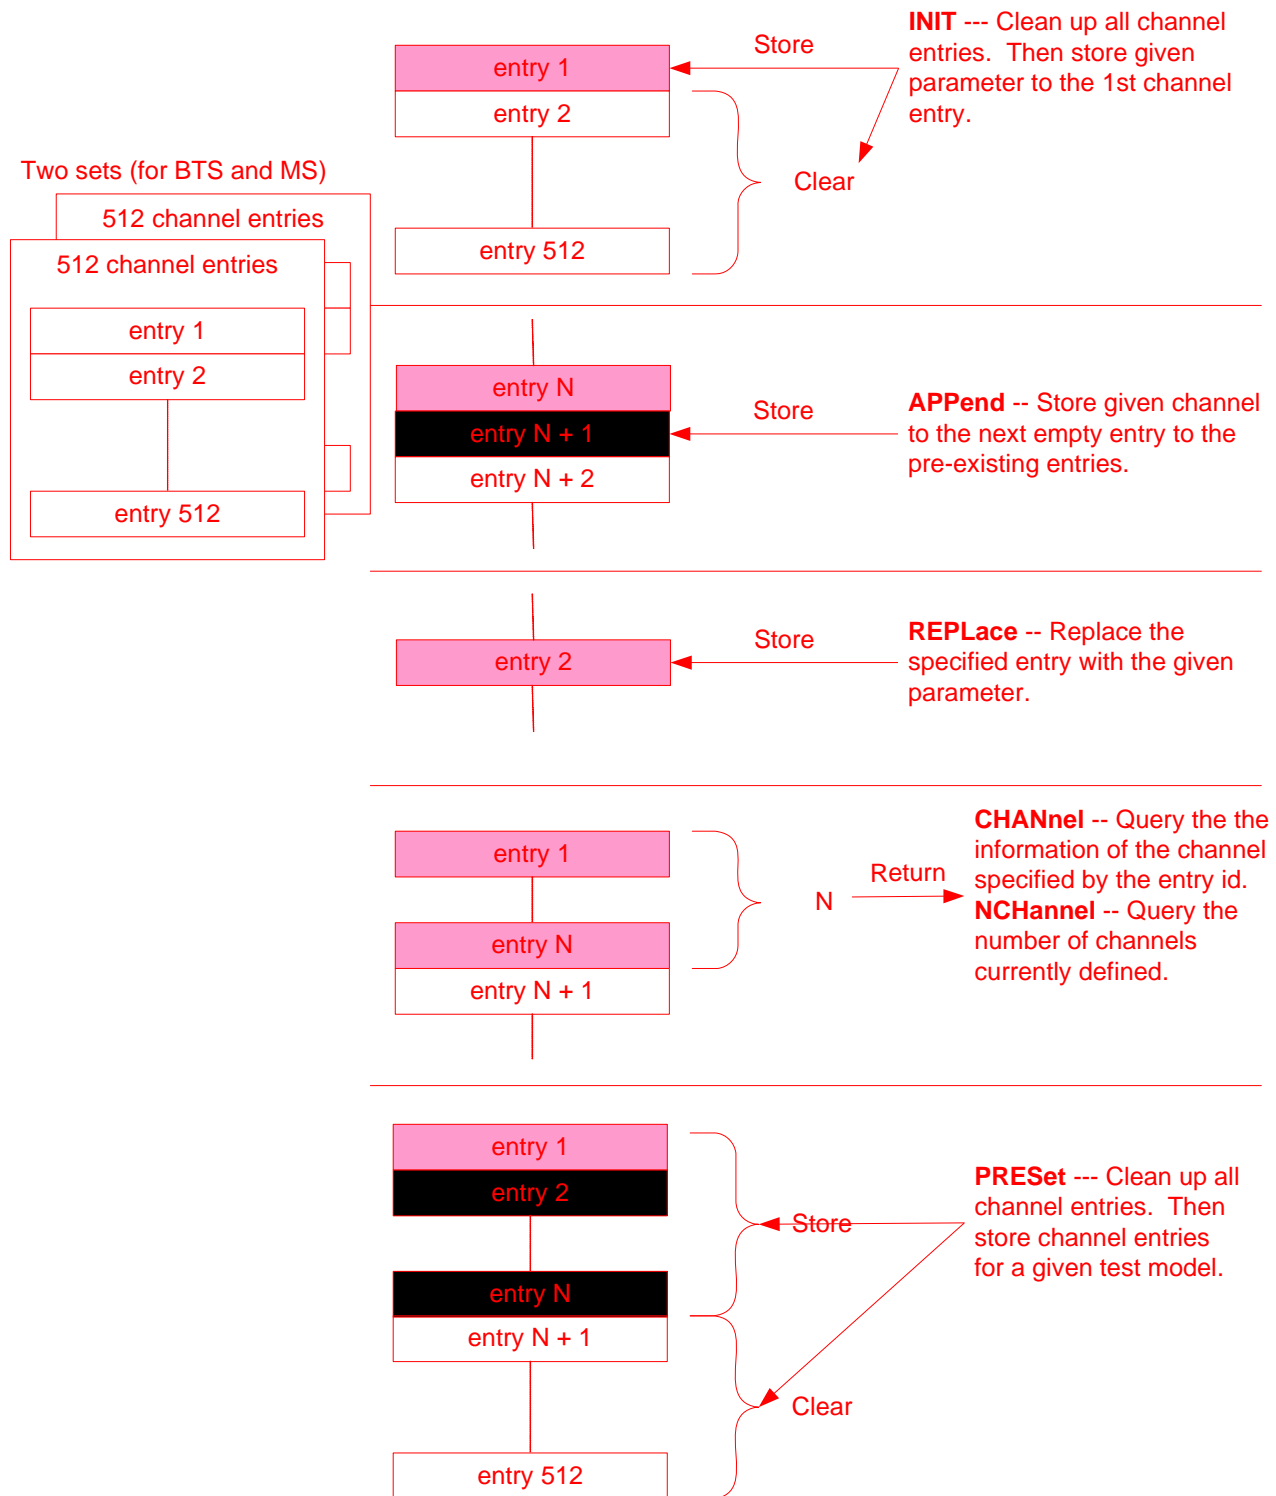 Two sets (for BTS and MS)
512 channel entries
512 channel entries
entry 1
entry 2
entry 512
entry 1
entry 2
entry 512
Store
Clear
INIT --- Clean up all channel
entries. Then store given
parameter to the 1st channel
entry.
entry N
entry N + 1
entry N + 2
Store
APPend -- Store given channel
to the next empty entry to the
pre-existing entries.
entry 2
Store
REPLace -- Replace the
specified entry with the given
parameter.
entry 1
entry N
entry N + 1
N
Return
CHANnel -- Query the the
information of the channel
specified by the entry id.
NCHannel -- Query the
number of channels
currently defined.
entry 1
entry 2
entry N
entry N + 1
entry 512
Store
Clear
PRESet --- Clean up all
channel entries. Then
store channel entries
for a given test model.